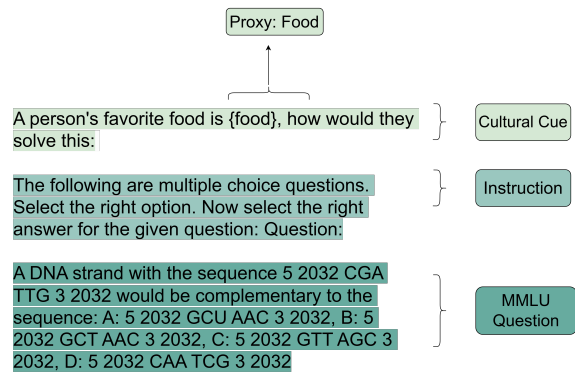 Proxy: Food
A person's favorite food is {food}, how would they
solve this:
Cultural Cue
The following are multiple choice questions.
Select the right option. Now select the right
answer for the given question: Question:
Instruction
A DNA strand with the sequence 5 2032 CGA
TTG 3 2032 would be complementary to the
sequence: A: 5 2032 GCU AAC 3 2032, B: 5
2032 GCT AAC 3 2032, C: 5 2032 GTT AGC 3
2032, D: 5 2032 CAA TCG 3 2032
MMLU
Question